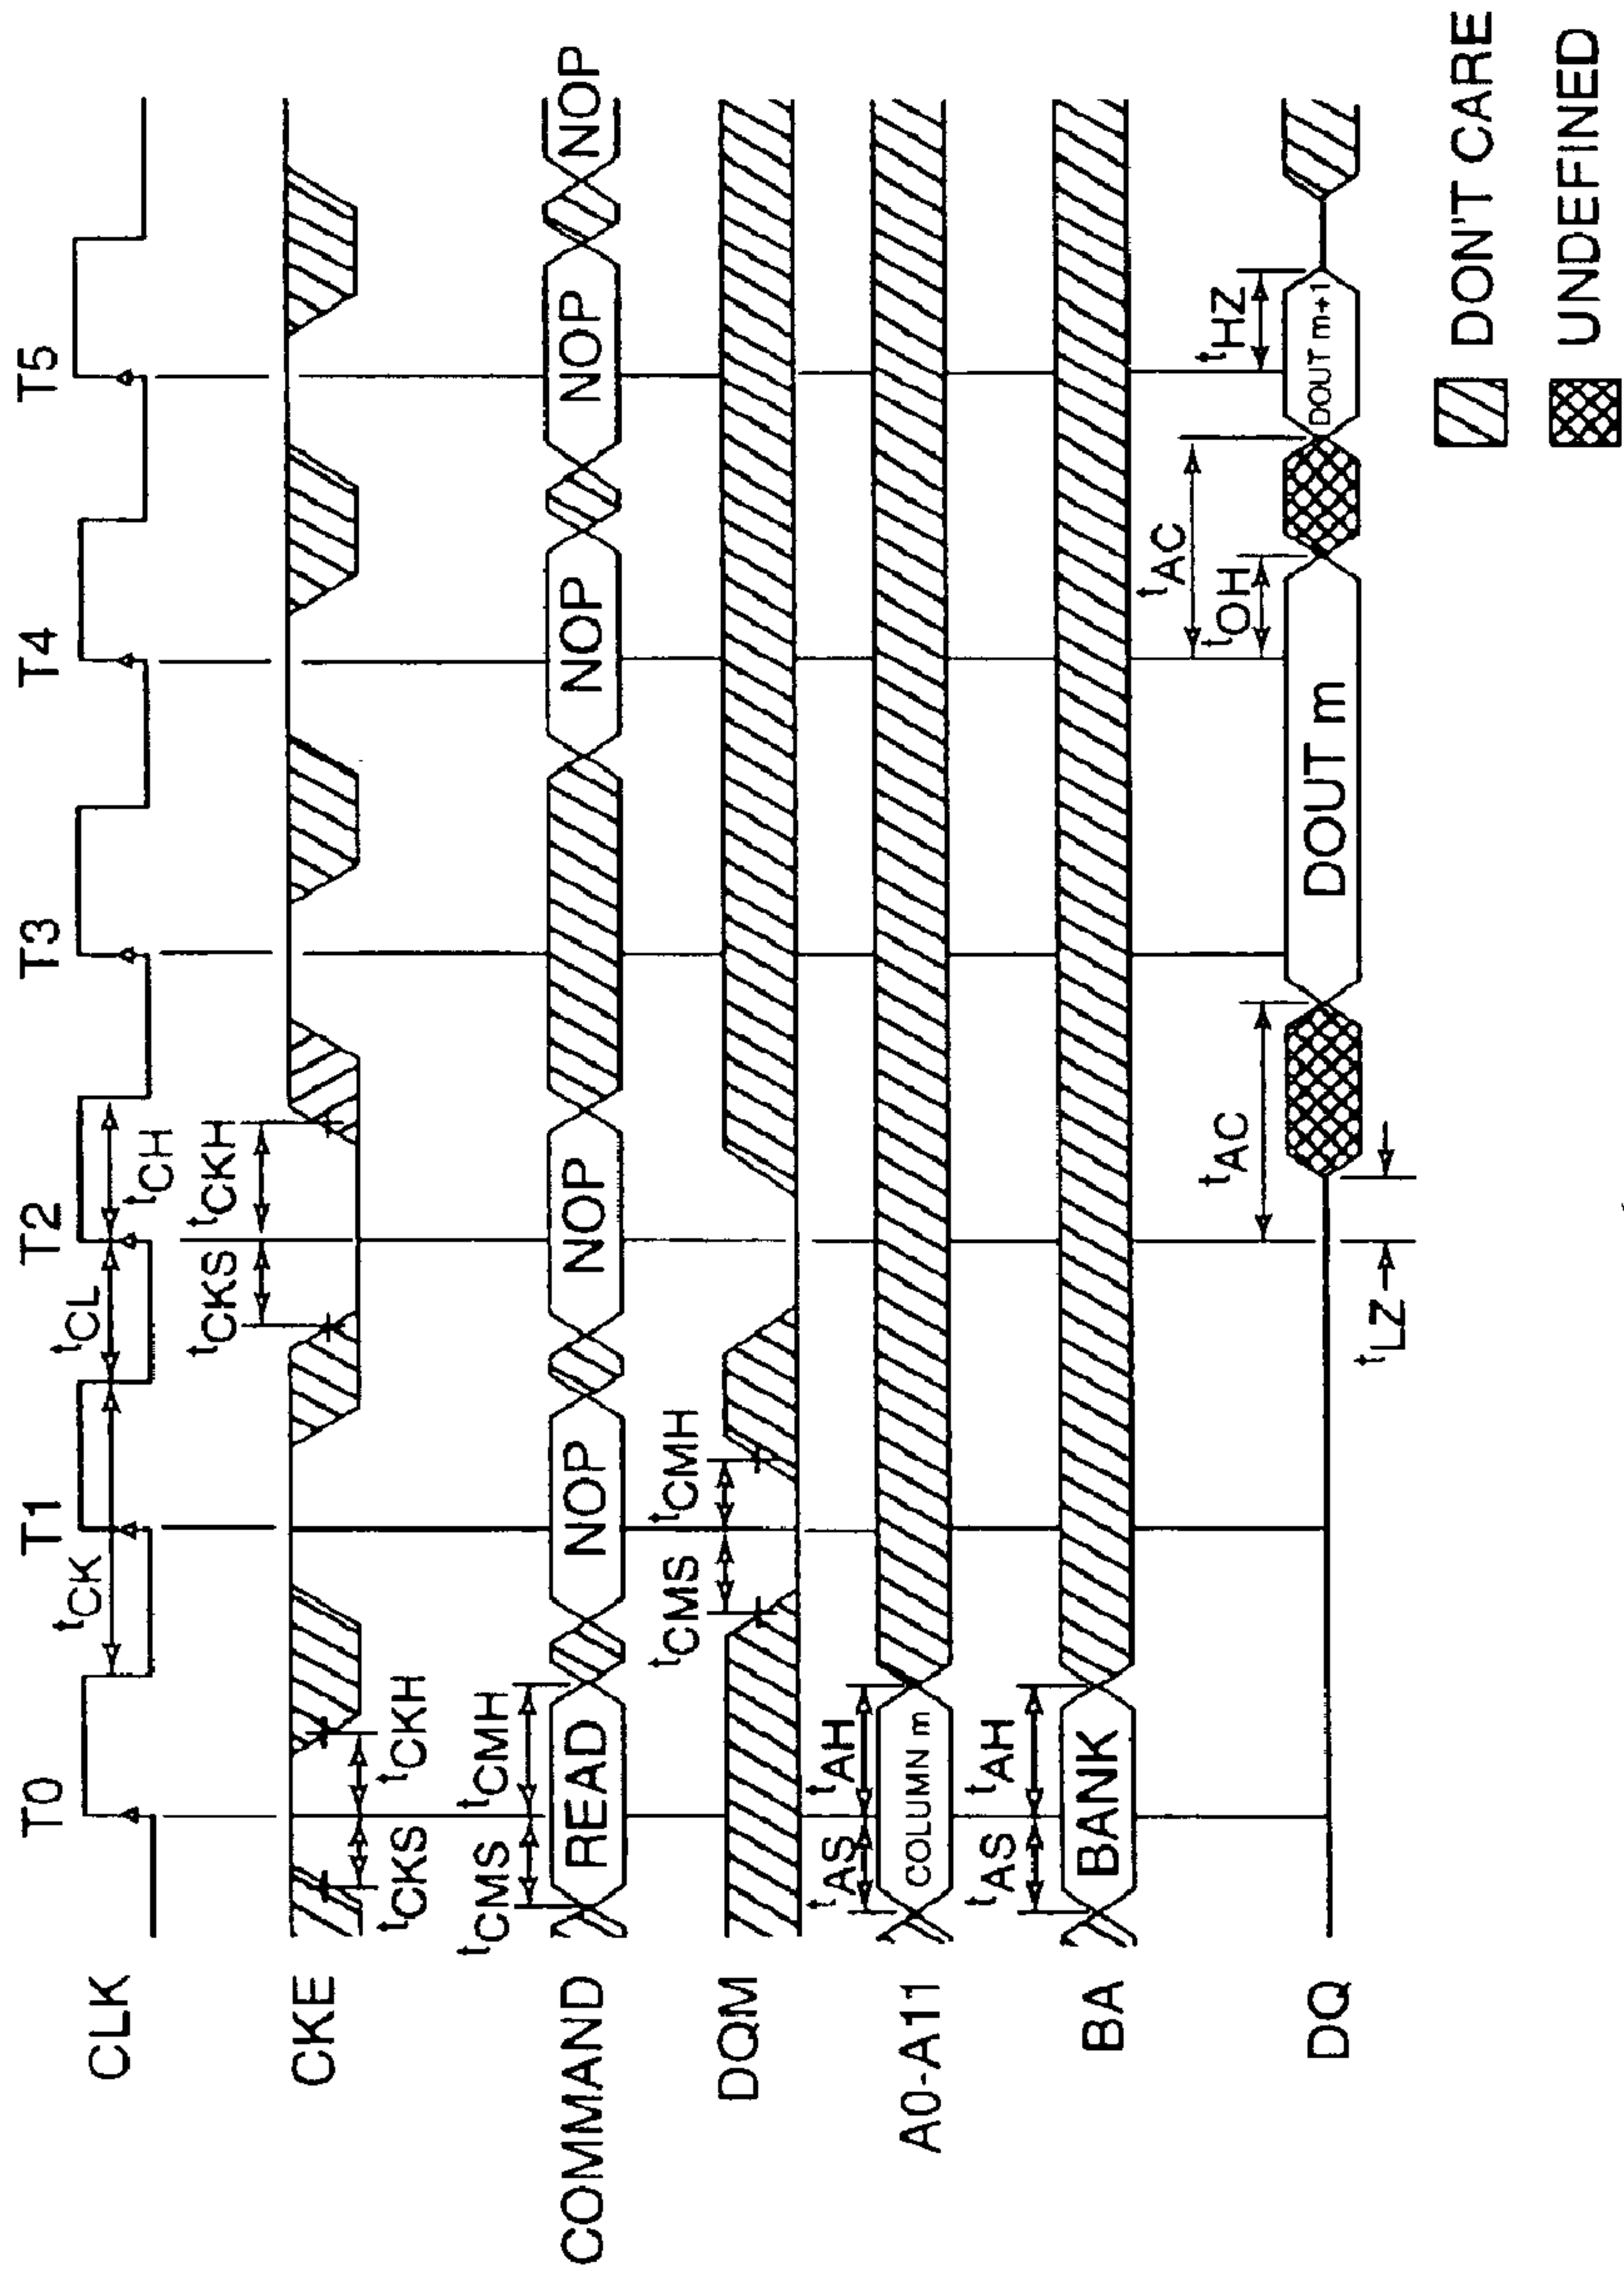 T0 T1 T2 T3 T4 T5
CLK
tCK tCL tCH
CKE
tCKS tCKH tCKS tCKH
tCMS tCMH
COMMAND READ NOP NOP NOP NOP NOP
tCMS tCMH
DQM
tAS tAH
A0-A11 COLUMN m
tAS tAH
BA BANK
tAC tAC
tOH tHZ
DQ DOUT m DOUT m+1
tLZ
DON'T CARE
UNDEFINED